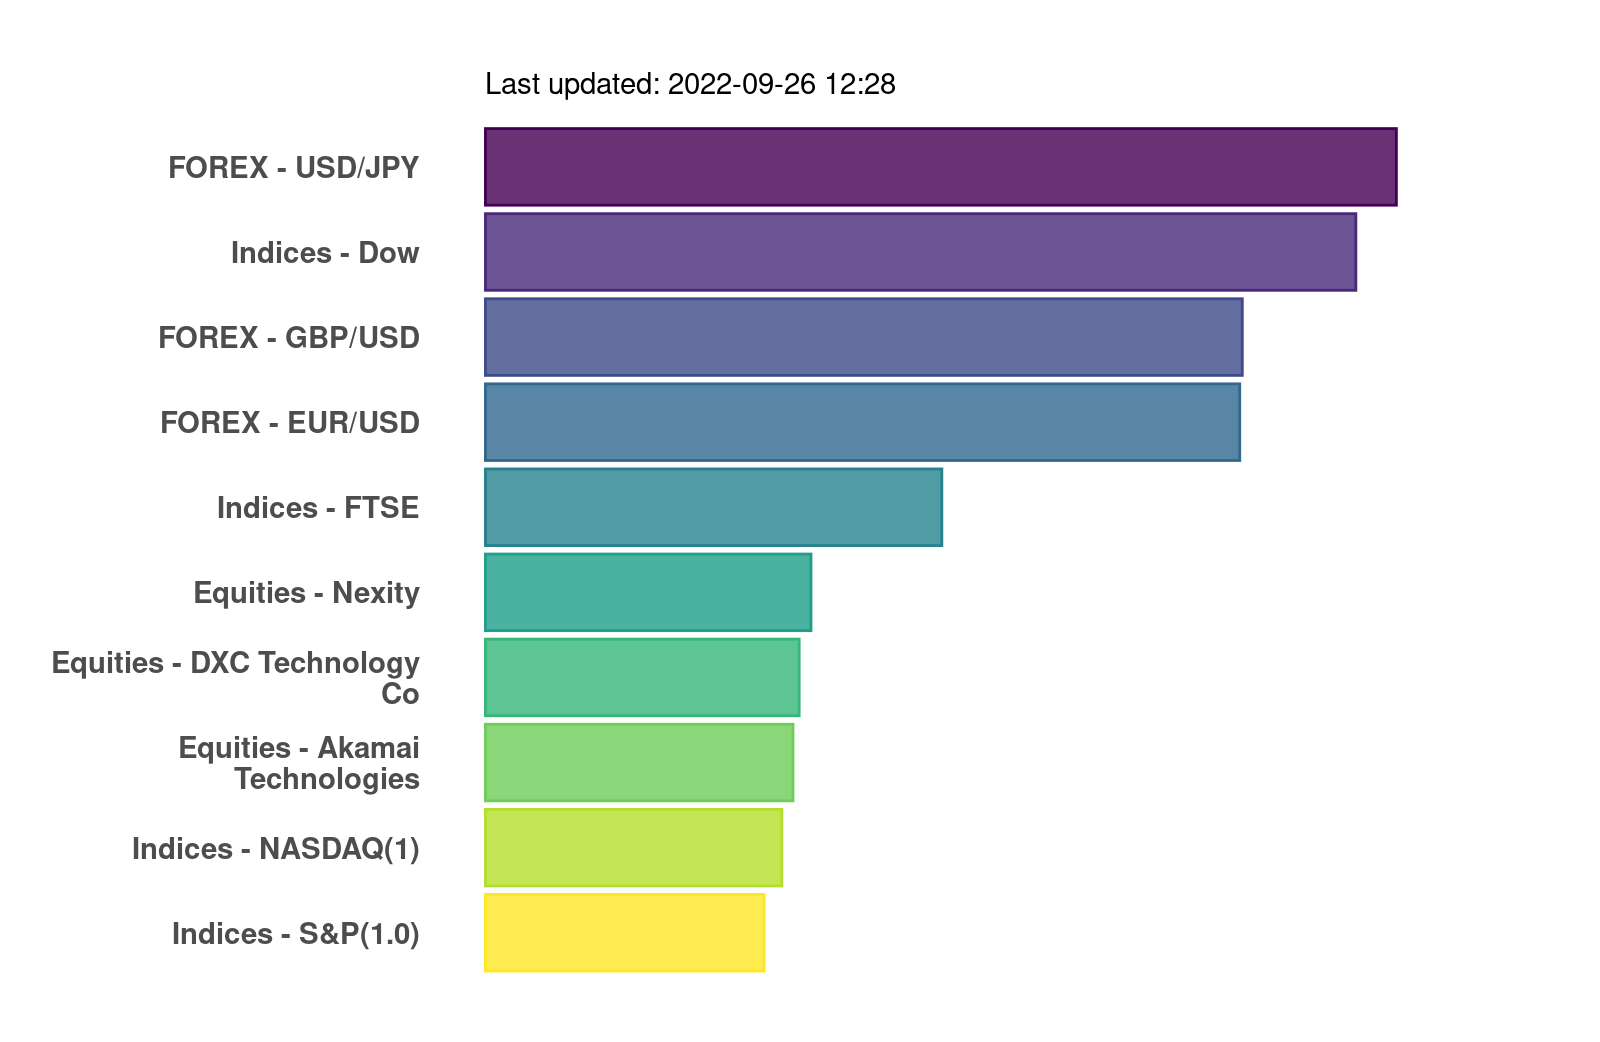 Last updated: 2022-09-26 12:28
FOREX - USD/JPY
Indices - Dow
FOREX - GBP/USD
FOREX - EUR/USD
Indices - FTSE
Equities - Nexity
Equities - DXC Technology
Co
Equities - Akamai
Technologies
Indices - NASDAQ(1)
Indices - S&P(1.0)